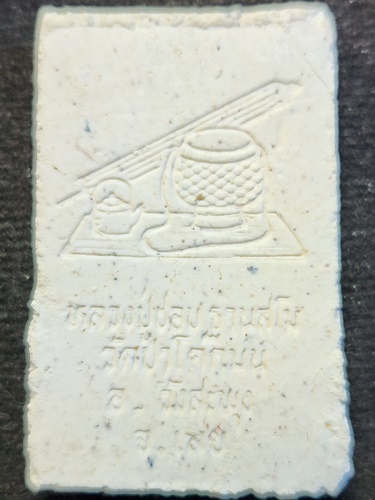 หลวงปู่ชอบ ฐานสโม
วัดป่าโคกมน
อ. วังสะพุง
จ. เลย